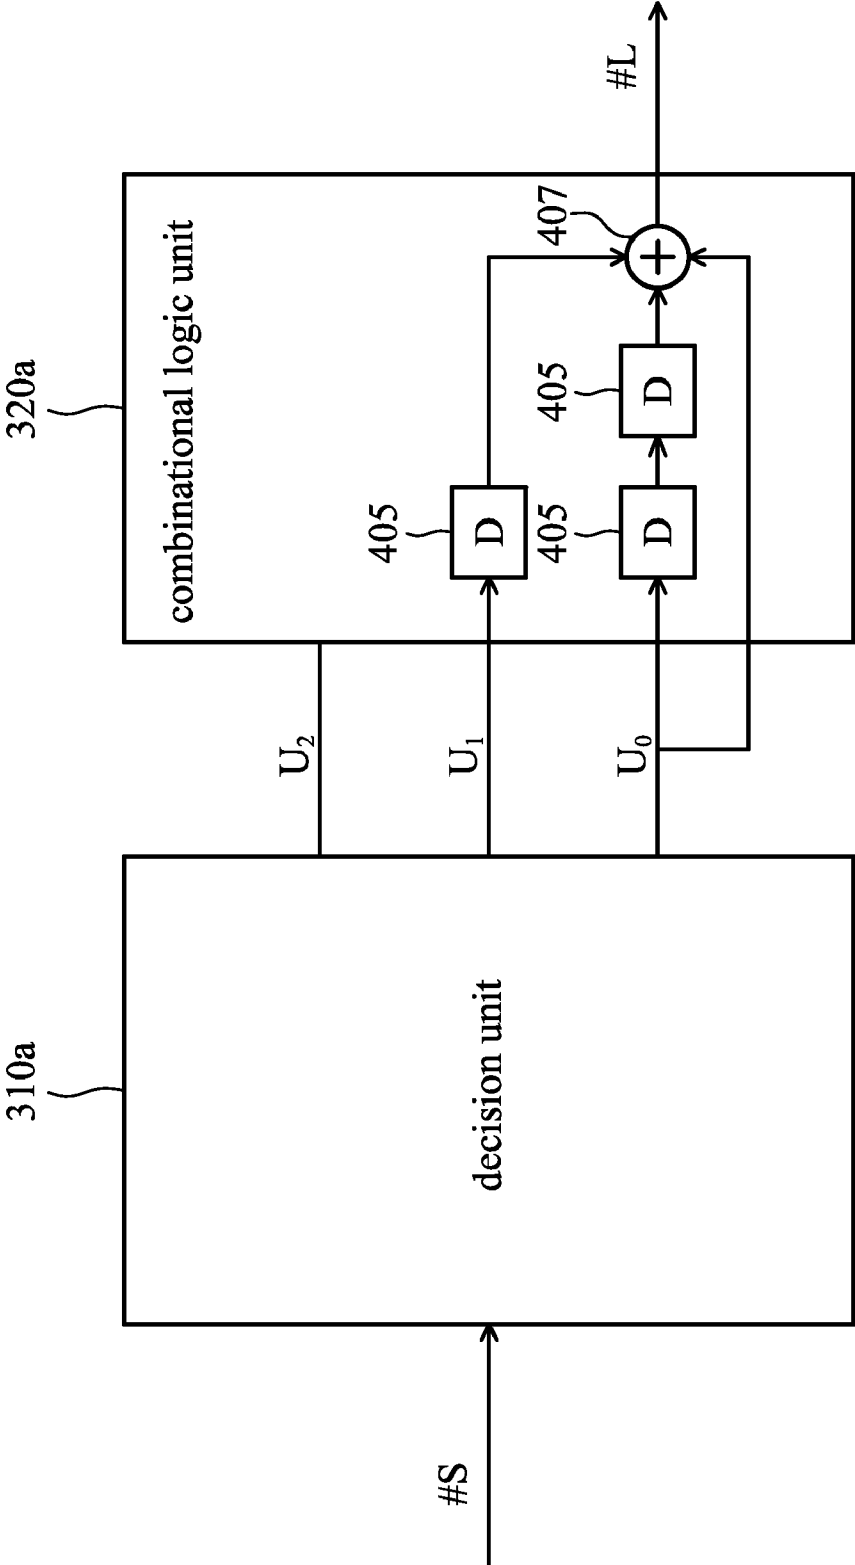 310a
320a
#S
decision unit
U₂
U₁
U₀
combinational logic unit
405
D
405
D
405
D
407
+
#L